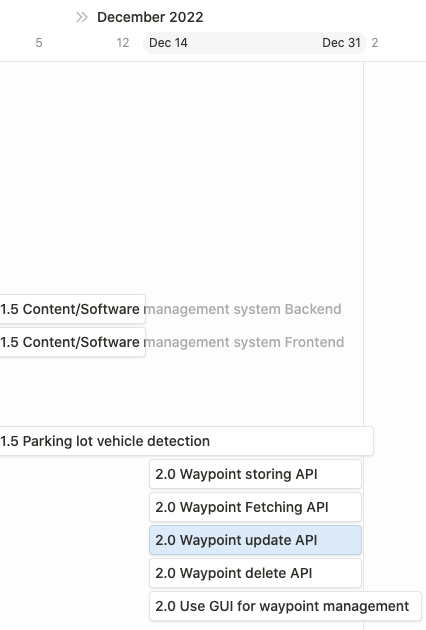 December 2022
5 12 Dec 14 Dec 31 2
1.5 Content/Software management system Backend
1.5 Content/Software management system Frontend
1.5 Parking lot vehicle detection
2.0 Waypoint storing API
2.0 Waypoint Fetching API
2.0 Waypoint update API
2.0 Waypoint delete API
2.0 Use GUI for waypoint management